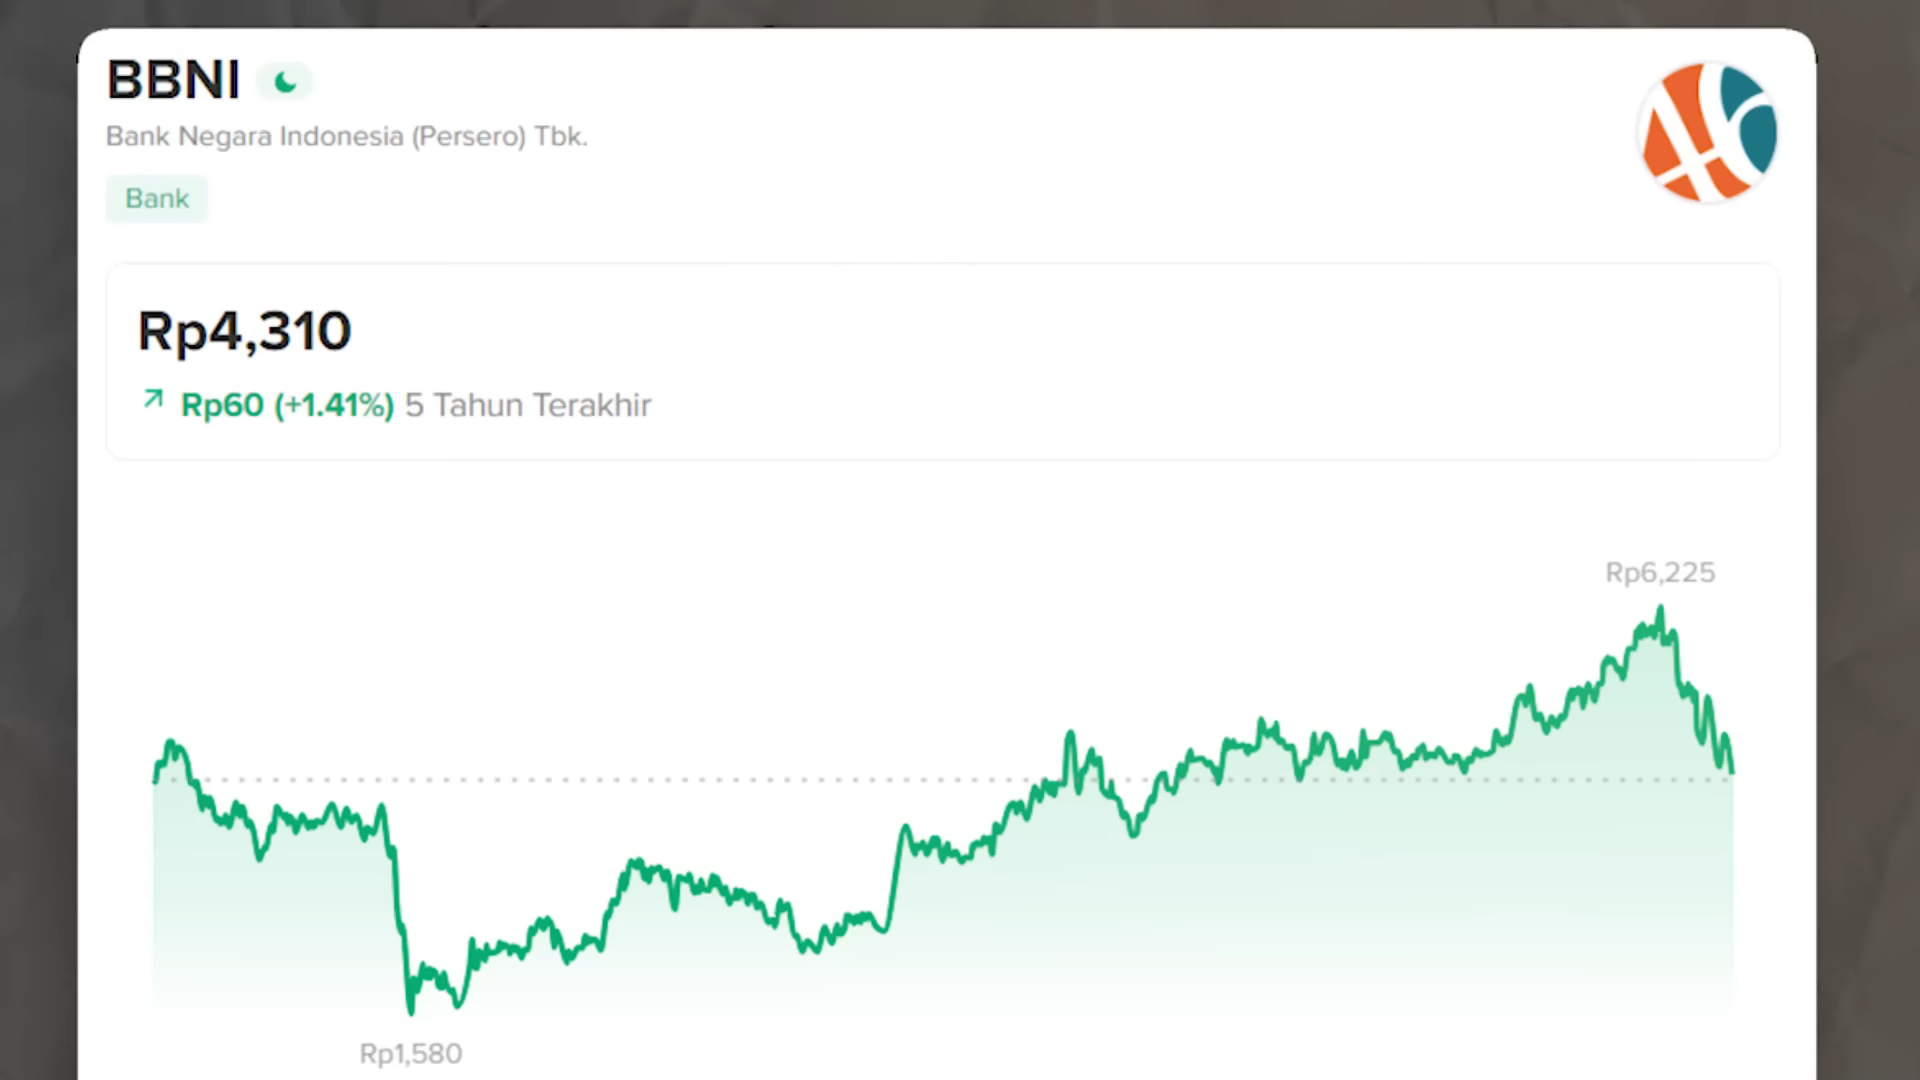 BBNI
Bank Negara Indonesia (Persero) Tbk.
Bank
46
Rp4,310
Rp60 (+1.41%) 5 Tahun Terakhir
Rp6,225
Rp1,580